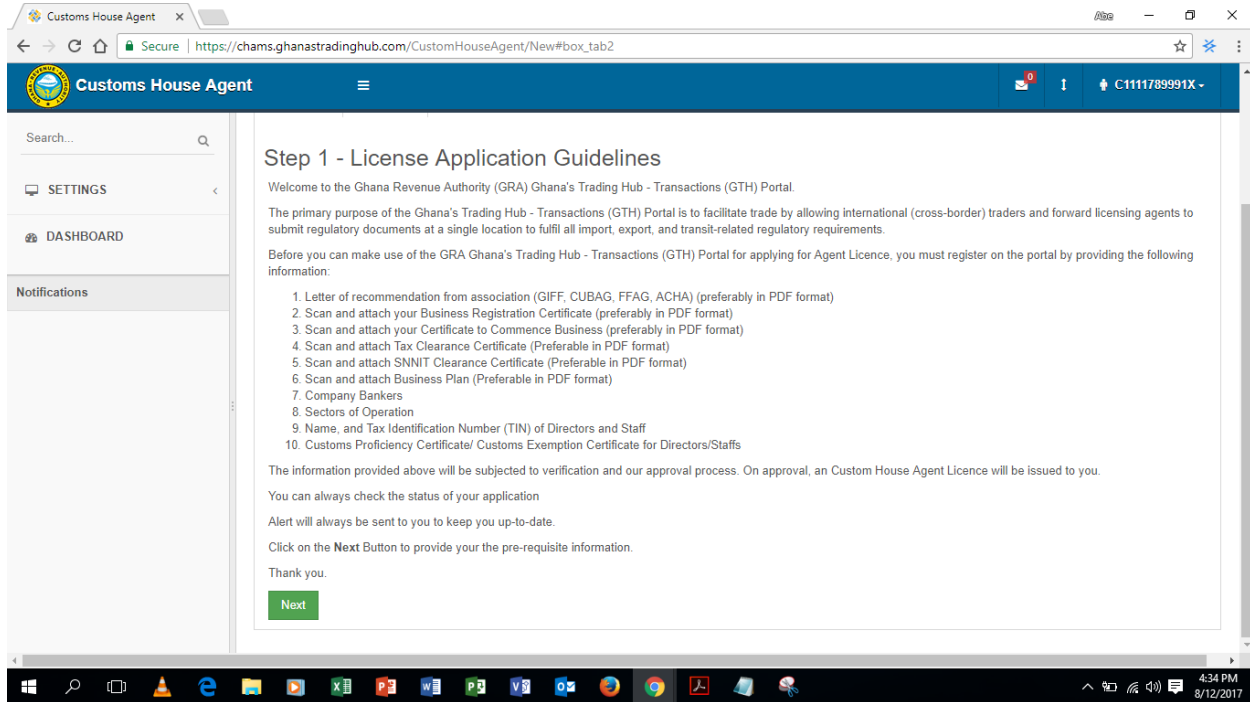 Customs House Agent
Abe
Secure
https://chams.ghanastradinghub.com/CustomHouseAgent/New#box_tab2
Customs House Agent
0
C1111789991X
Search...
SETTINGS
DASHBOARD
Notifications
Step 1 - License Application Guidelines
Welcome to the Ghana Revenue Authority (GRA) Ghana's Trading Hub - Transactions (GTH) Portal.
The primary purpose of the Ghana's Trading Hub - Transactions (GTH) Portal is to facilitate trade by allowing international (cross-border) traders and forward licensing agents to
submit regulatory documents at a single location to fulfil all import, export, and transit-related regulatory requirements.
Before you can make use of the GRA Ghana's Trading Hub - Transactions (GTH) Portal for applying for Agent Licence, you must register on the portal by providing the following
information:
1. Letter of recommendation from association (GIFF, CUBAG, FFAG, ACHA) (preferably in PDF format)
2. Scan and attach your Business Registration Certificate (preferably in PDF format)
3. Scan and attach your Certificate to Commence Business (preferably in PDF format)
4. Scan and attach Tax Clearance Certificate (Preferable in PDF format)
5. Scan and attach SNNIT Clearance Certificate (Preferable in PDF format)
6. Scan and attach Business Plan (Preferable in PDF format)
7. Company Bankers
8. Sectors of Operation
9. Name, and Tax Identification Number (TIN) of Directors and Staff
10. Customs Proficiency Certificate/ Customs Exemption Certificate for Directors/Staffs
The information provided above will be subjected to verification and our approval process. On approval, an Custom House Agent Licence will be issued to you.
You can always check the status of your application
Alert will always be sent to you to keep you up-to-date.
Click on the Next Button to provide your the pre-requisite information.
Thank you.
Next
4:34 PM
8/12/2017